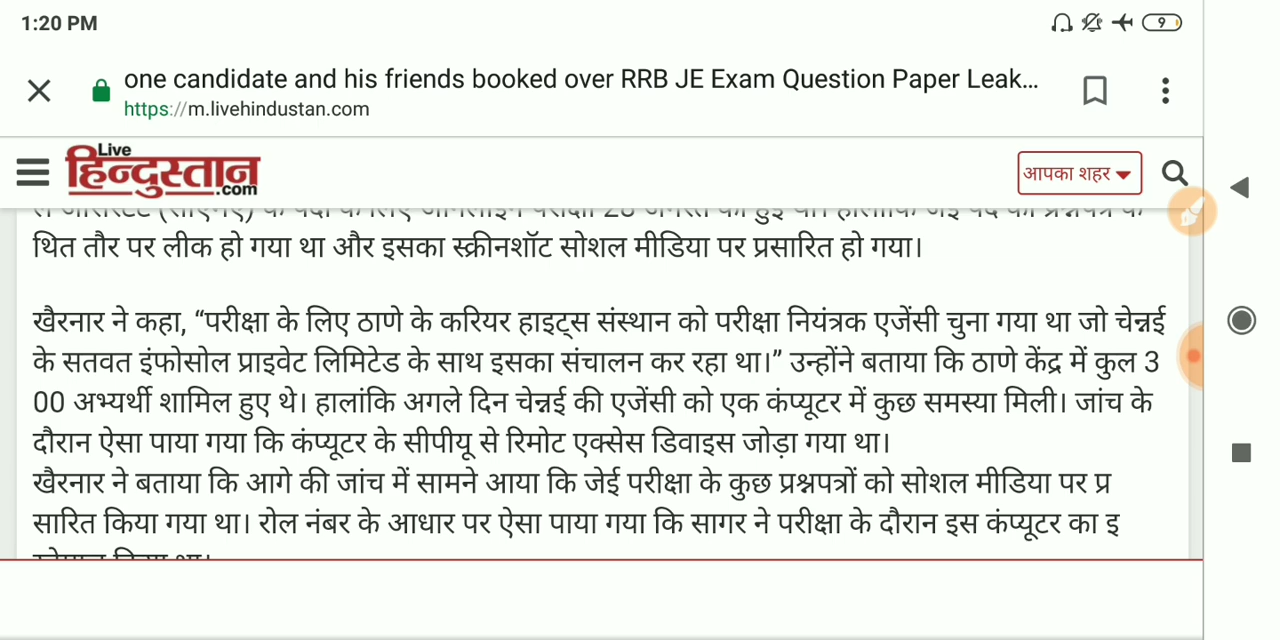 1:20 PM
9
one candidate and his friends booked over RRB JE Exam Question Paper Leak...
https://m.livehindustan.com
Live
हिन्दुस्तान
.com
आपका शहर
थित तौर पर लीक हो गया था और इसका स्क्रीनशॉट सोशल मीडिया पर प्रसारित हो गया।
खैरनार ने कहा, “परीक्षा के लिए ठाणे के करियर हाइट्स संस्थान को परीक्षा नियंत्रक एजेंसी चुना गया था जो चेन्नई
के सतवत इंफोसोल प्राइवेट लिमिटेड के साथ इसका संचालन कर रहा था।” उन्होंने बताया कि ठाणे केंद्र में कुल 3
00 अभ्यर्थी शामिल हुए थे। हालांकि अगले दिन चेन्नई की एजेंसी को एक कंप्यूटर में कुछ समस्या मिली। जांच के
दौरान ऐसा पाया गया कि कंप्यूटर के सीपीयू से रिमोट एक्सेस डिवाइस जोड़ा गया था।
खैरनार ने बताया कि आगे की जांच में सामने आया कि जेई परीक्षा के कुछ प्रश्नपत्रों को सोशल मीडिया पर प्र
सारित किया गया था। रोल नंबर के आधार पर ऐसा पाया गया कि सागर ने परीक्षा के दौरान इस कंप्यूटर का इ